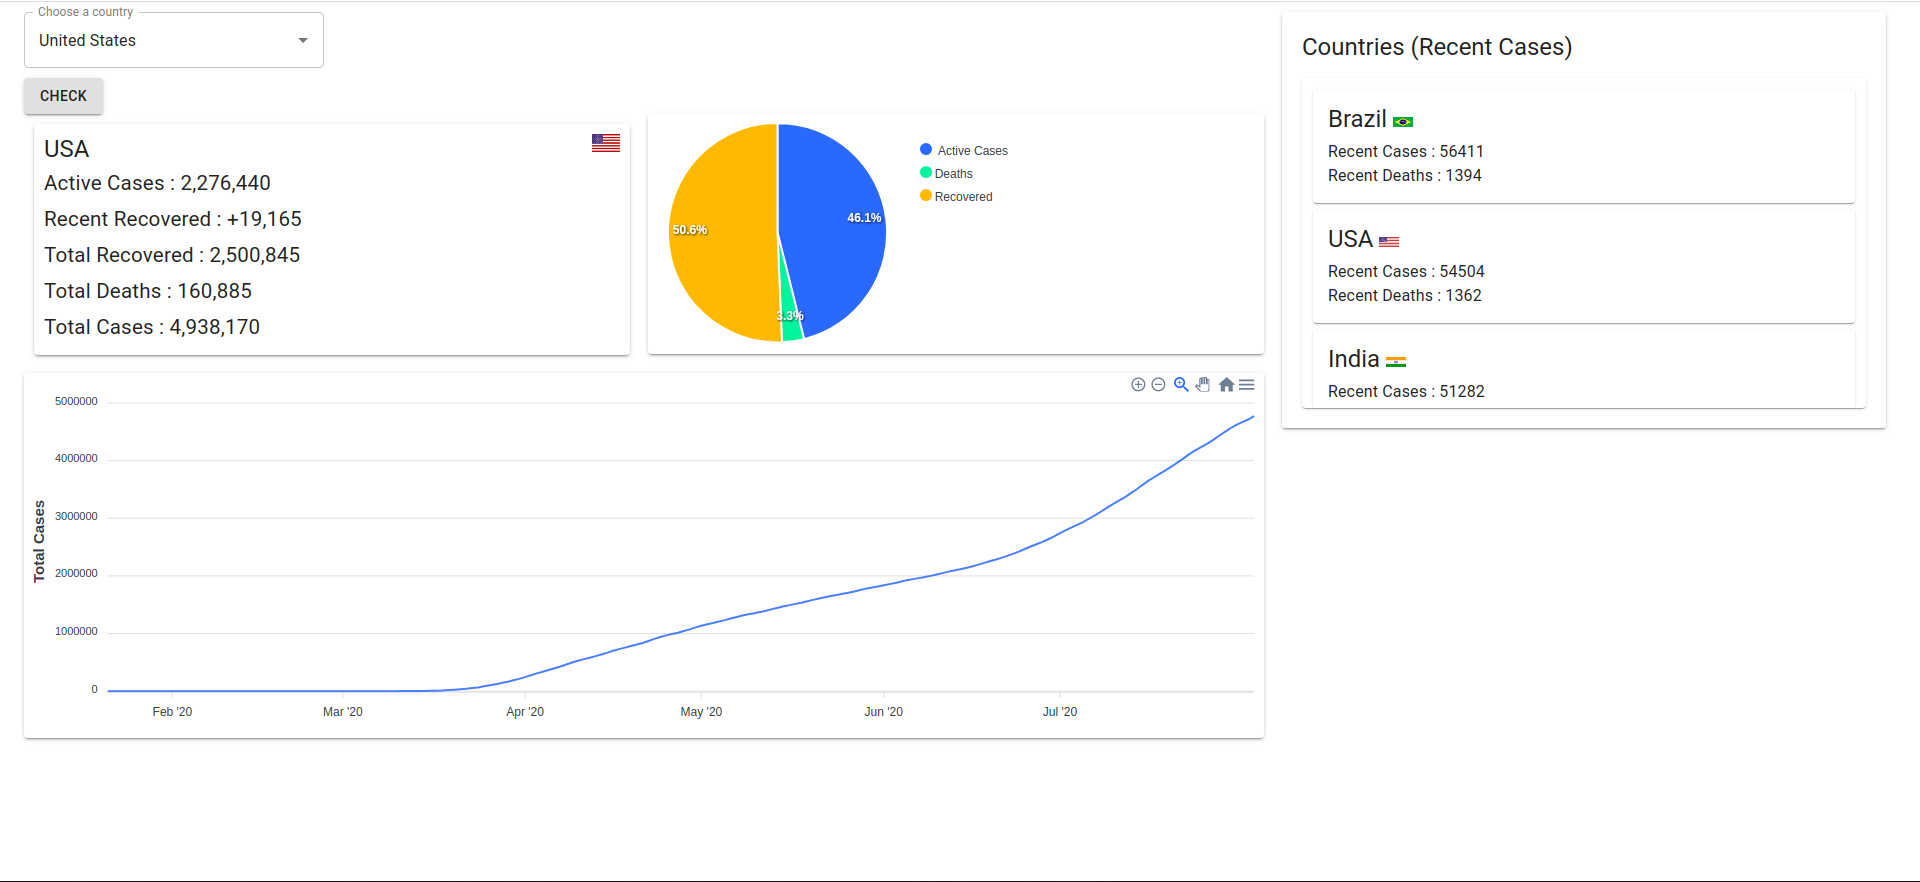 Choose a country
United States
CHECK
USA
Active Cases : 2,276,440
Recent Recovered : +19,165
Total Recovered : 2,500,845
Total Deaths : 160,885
Total Cases : 4,938,170
50.6%
46.1%
3.3%
Active Cases
Deaths
Recovered
Total Cases
5000000
4000000
3000000
2000000
1000000
0
Feb '20
Mar '20
Apr '20
May '20
Jun '20
Jul '20
Countries (Recent Cases)
Brazil
Recent Cases : 56411
Recent Deaths : 1394
USA
Recent Cases : 54504
Recent Deaths : 1362
India
Recent Cases : 51282